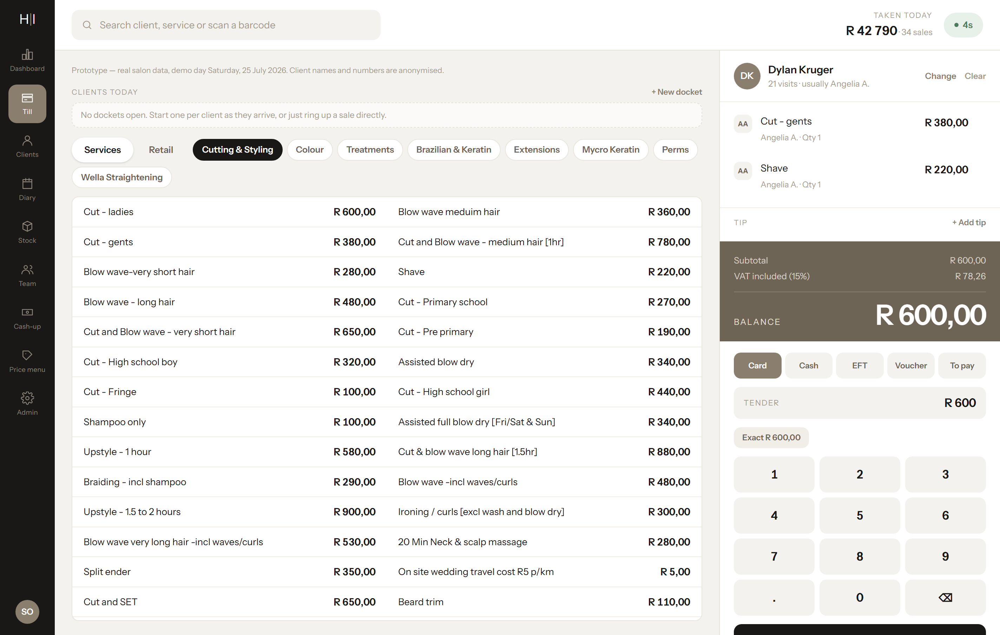 H|I
Dashboard
Till
Clients
Diary
Stock
Team
Cash-up
Price menu
Admin
SO
Search client, service or scan a barcode
TAKEN TODAY
R 42 790 · 34 sales
4s
Prototype — real salon data, demo day Saturday, 25 July 2026. Client names and numbers are anonymised.
CLIENTS TODAY
+ New docket
No dockets open. Start one per client as they arrive, or just ring up a sale directly.
Services Retail Cutting & Styling Colour Treatments Brazilian & Keratin Extensions Mycro Keratin Perms
Wella Straightening
Cut - ladies R 600,00 Blow wave meduim hair R 360,00
Cut - gents R 380,00 Cut and Blow wave - medium hair [1hr] R 780,00
Blow wave-very short hair R 280,00 Shave R 220,00
Blow wave - long hair R 480,00 Cut - Primary school R 270,00
Cut and Blow wave - very short hair R 650,00 Cut - Pre primary R 190,00
Cut - High school boy R 320,00 Assisted blow dry R 340,00
Cut - Fringe R 100,00 Cut - High school girl R 440,00
Shampoo only R 100,00 Assisted full blow dry [Fri/Sat & Sun] R 340,00
Upstyle - 1 hour R 580,00 Cut & blow wave long hair [1.5hr] R 880,00
Braiding - incl shampoo R 290,00 Blow wave -incl waves/curls R 480,00
Upstyle - 1.5 to 2 hours R 900,00 Ironing / curls [excl wash and blow dry] R 300,00
Blow wave very long hair -incl waves/curls R 530,00 20 Min Neck & scalp massage R 280,00
Split ender R 350,00 On site wedding travel cost R5 p/km R 5,00
Cut and SET R 650,00 Beard trim R 110,00
DK
Dylan Kruger
21 visits · usually Angelia A.
Change Clear
AA Cut - gents R 380,00
Angelia A. · Qty 1
AA Shave R 220,00
Angelia A. · Qty 1
TIP + Add tip
Subtotal R 600,00
VAT included (15%) R 78,26
BALANCE R 600,00
Card Cash EFT Voucher To pay
TENDER R 600
Exact R 600,00
1 2 3
4 5 6
7 8 9
. 0 ⌫